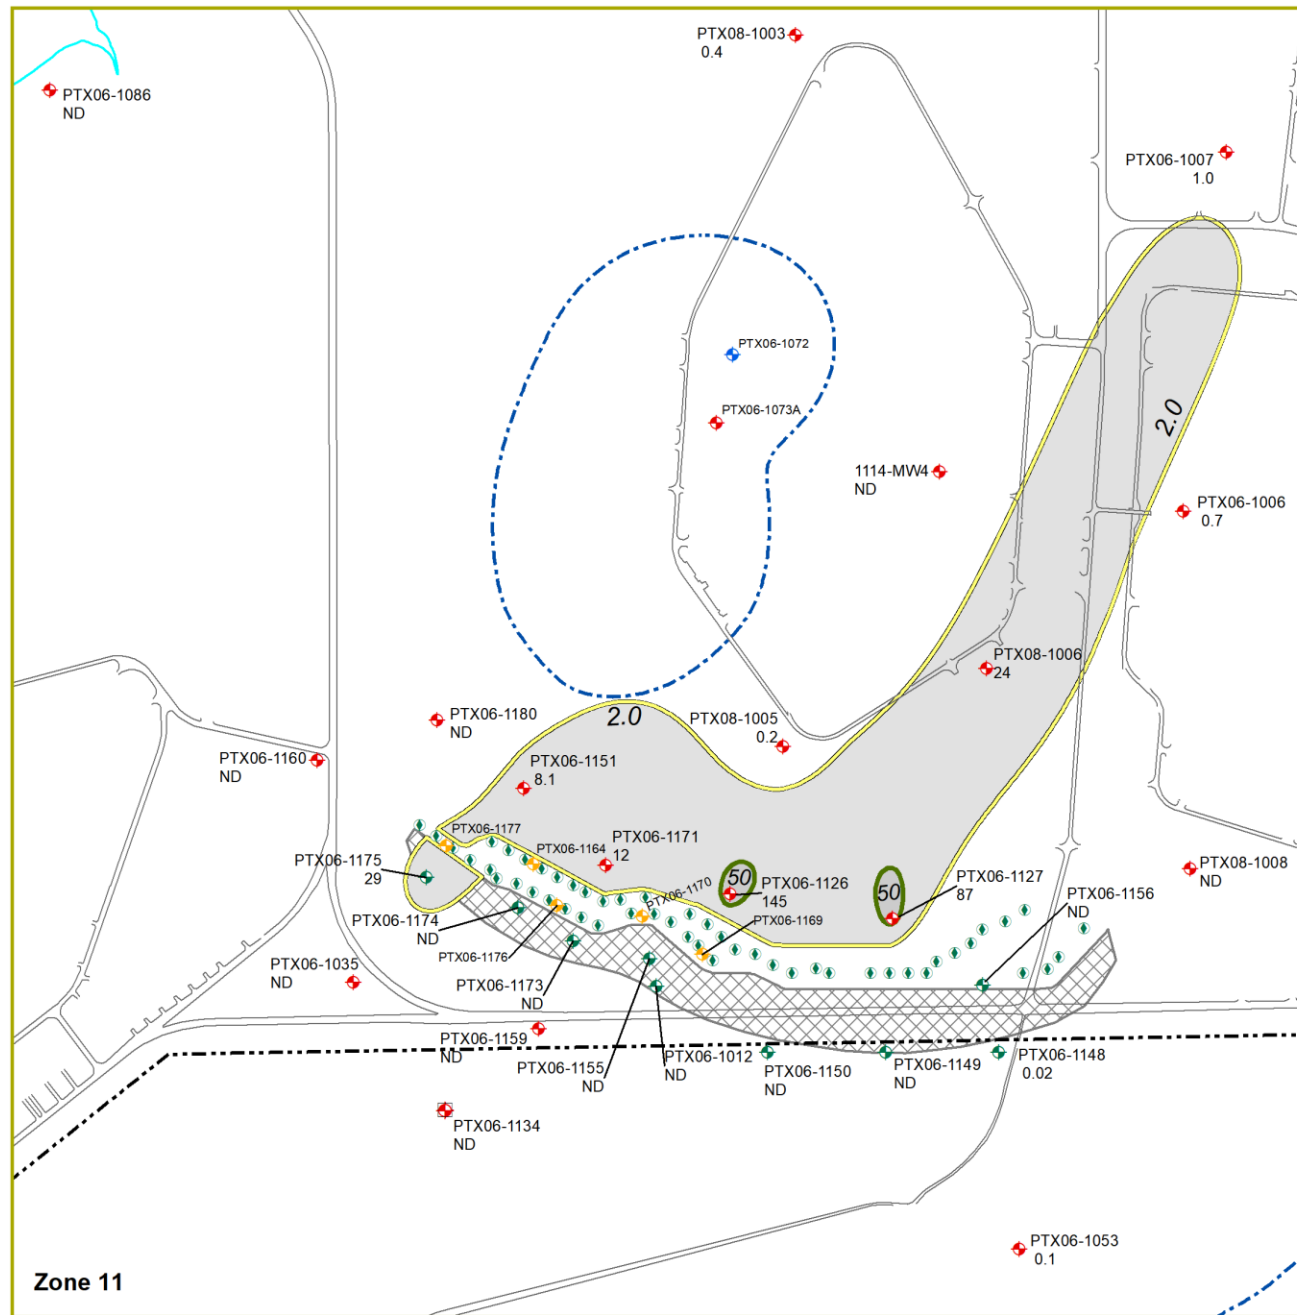 PTX08-1003
0.4
PTX06-1086
ND
PTX06-1007
1.0
PTX06-1072
PTX06-1073A
2.0
1114-MW4
ND
PTX06-1006
0.7
PTX08-1006
24
PTX06-1180
ND
2.0
PTX08-1005
0.2
PTX06-1160
ND
PTX06-1151
8.1
PTX06-1177
PTX06-1164
PTX06-1171
12
PTX06-1175
29
50
PTX06-1126
145
50
PTX06-1127
87
PTX08-1008
ND
PTX06-1156
ND
PTX06-1170
PTX06-1169
PTX06-1174
ND
PTX06-1176
PTX06-1035
ND
PTX06-1173
ND
PTX06-1159
ND
PTX06-1155
ND
PTX06-1012
ND
PTX06-1150
ND
PTX06-1149
ND
PTX06-1148
0.02
PTX06-1134
ND
PTX06-1053
0.1
Zone 11